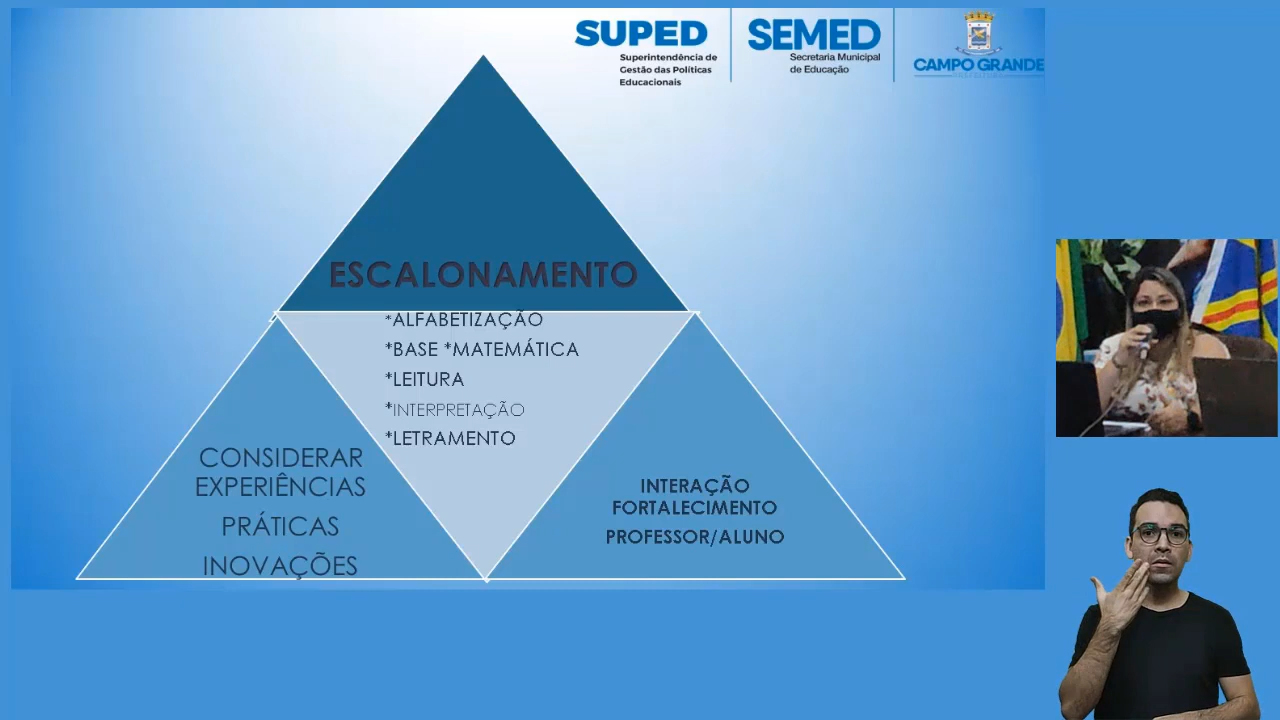 SUPED
Superintendência de
Gestão das Políticas
Educacionais
SEMED
Secretaria Municipal
de Educação
CAMPO GRANDE
PREFEITURA
ESCALONAMENTO
*ALFABETIZAÇÃO
*BASE *MATEMÁTICA
*LEITURA
*INTERPRETAÇÃO
*LETRAMENTO
CONSIDERAR
EXPERIÊNCIAS
PRÁTICAS
INOVAÇÕES
INTERAÇÃO
FORTALECIMENTO
PROFESSOR/ALUNO